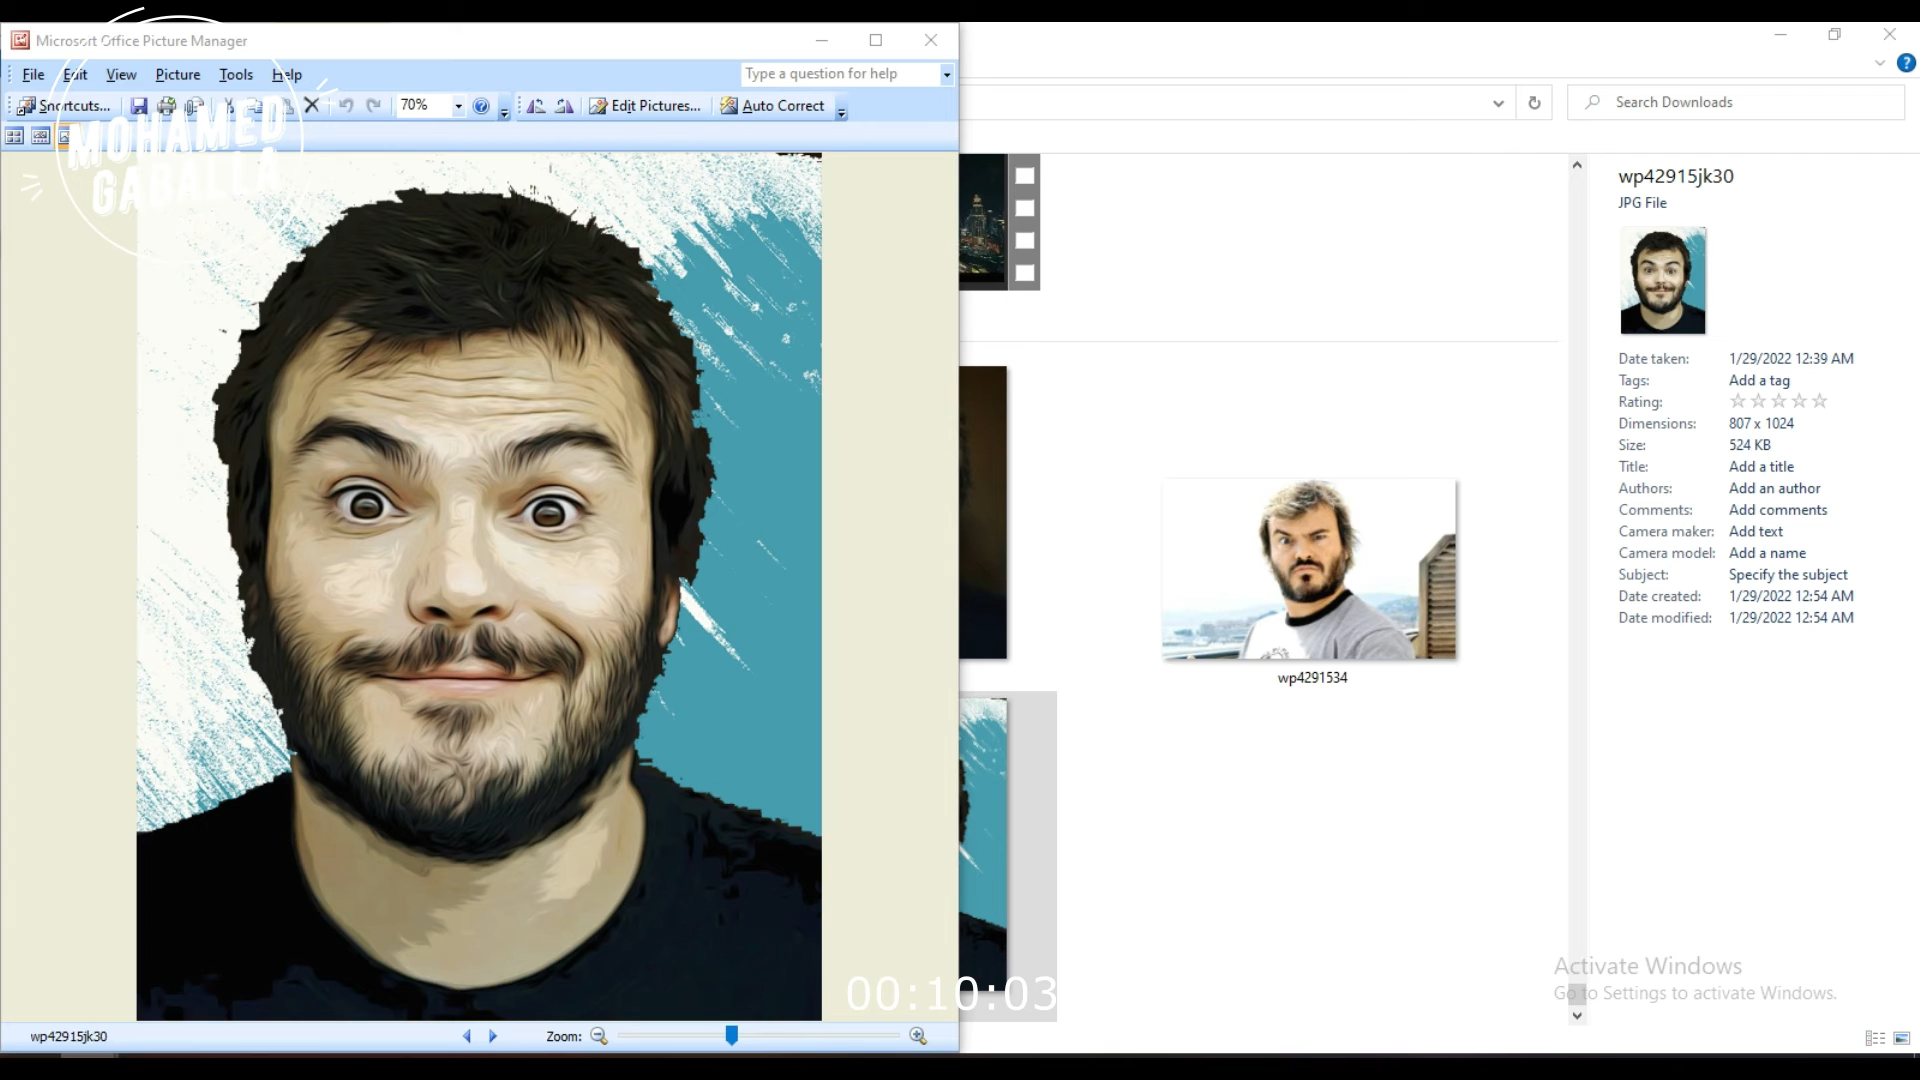 Microsoft Office Picture Manager
File Edit View Picture Tools Help
Type a question for help
Shortcuts... 70% Edit Pictures... Auto Correct
MOHAMED
GABALLA
Search Downloads
wp42915jk30
JPG File
Date taken: 1/29/2022 12:39 AM
Tags: Add a tag
Rating:
Dimensions: 807 x 1024
Size: 524 KB
Title: Add a title
Authors: Add an author
Comments: Add comments
Camera maker: Add text
Camera model: Add a name
Subject: Specify the subject
Date created: 1/29/2022 12:54 AM
Date modified: 1/29/2022 12:54 AM
wp4291534
Activate Windows
Go to Settings to activate Windows.
00:10:03
wp42915jk30
Zoom: